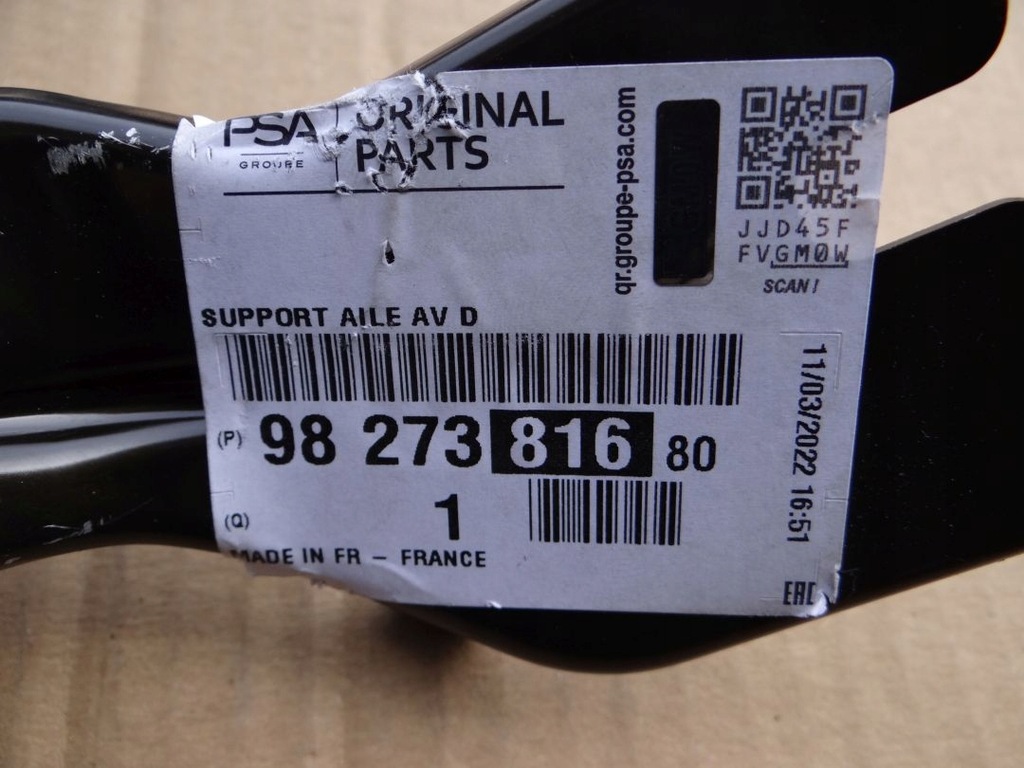 PSA
GROUPE
ORIGINAL
PARTS
qr.groupe-psa.com
JJD45F
FVGM0W
SCAN!
SUPPORT AILE AV D
(P) 98 273 816 80
(Q) 1
MADE IN FR - FRANCE
11/03/2022 16:51
EAC